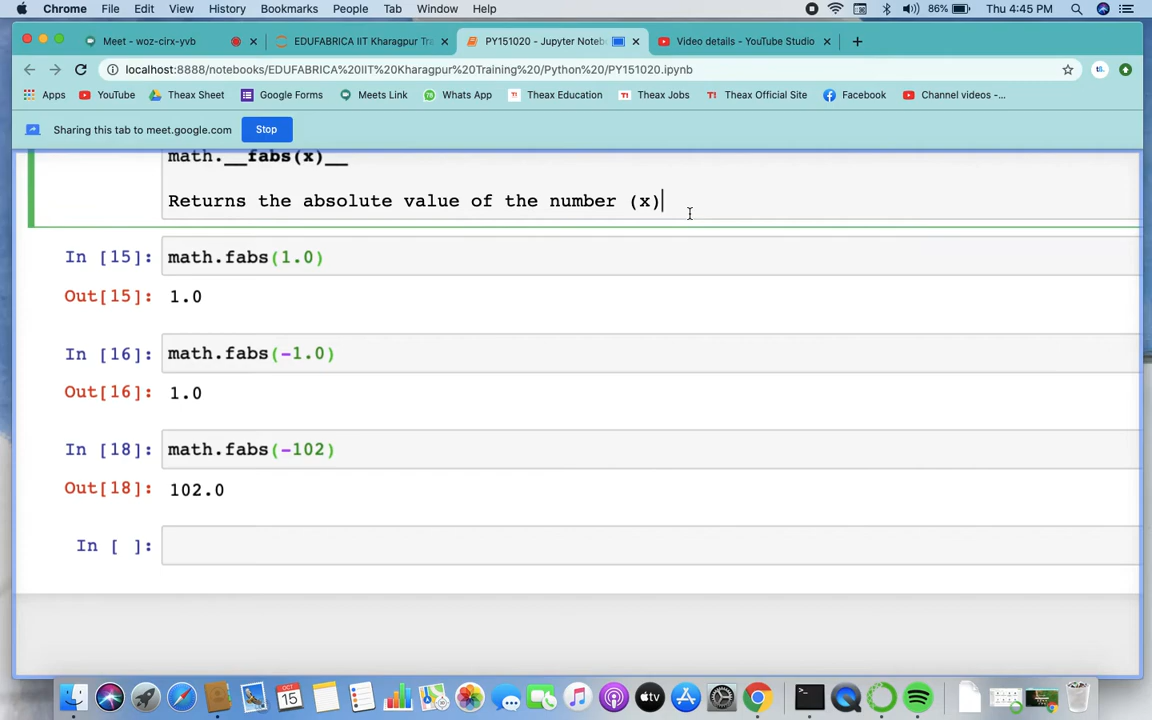 Chrome File Edit View History Bookmarks People Tab Window Help 86% Thu 4:45 PM
Meet - woz-cirx-yvb EDUFABRICA IIT Kharagpur Tra PY151020 - Jupyter Noteb Video details - YouTube Studio
localhost:8888/notebooks/EDUFABRICA%20IIT%20Kharagpur%20Training%20/Python%20/PY151020.ipynb
Apps YouTube Theax Sheet Google Forms Meets Link Whats App Theax Education Theax Jobs Theax Official Site Facebook Channel videos -...
Sharing this tab to meet.google.com Stop
math.__fabs(x)__
Returns the absolute value of the number (x)
In [15]: math.fabs(1.0)
Out[15]: 1.0
In [16]: math.fabs(-1.0)
Out[16]: 1.0
In [18]: math.fabs(-102)
Out[18]: 102.0
In [ ]:
OCT
15
tv